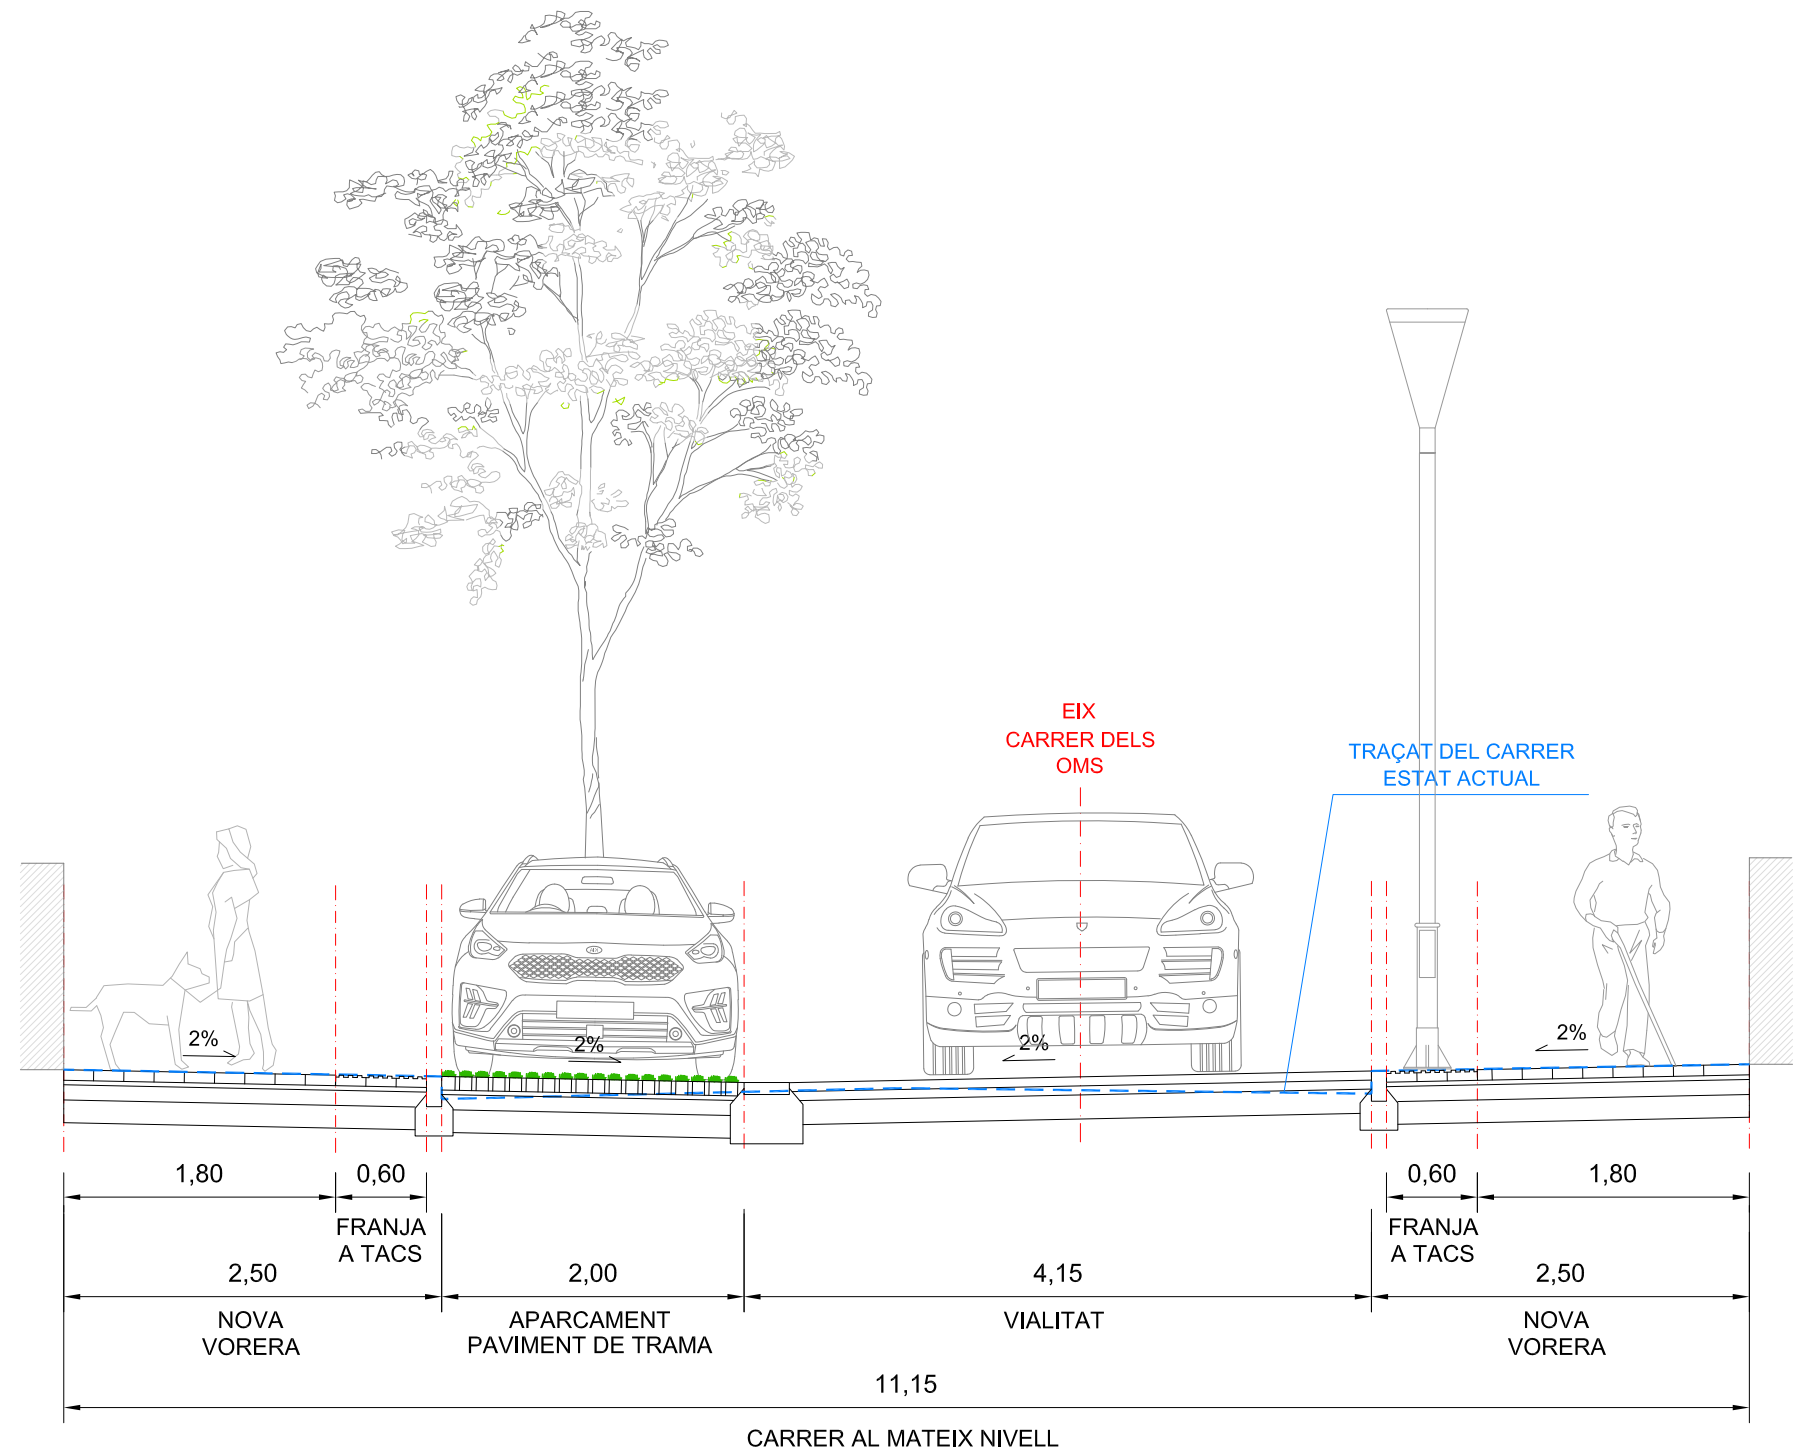 EIX
CARRER DELS
OMS
TRAÇAT DEL CARRER
ESTAT ACTUAL
2%
2%
2%
2%
1,80
0,60
0,60
1,80
FRANJA
A TACS
FRANJA
A TACS
2,50
2,00
4,15
2,50
NOVA
VORERA
APARCAMENT
PAVIMENT DE TRAMA
VIALITAT
NOVA
VORERA
11,15
CARRER AL MATEIX NIVELL